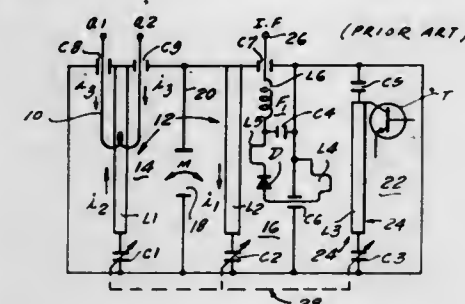 a1 a2 I.F (PRIOR ART)
C8 C9 C7 26
i3 i3 20 L6 C5
10 12 F1 T
C4
L5
14 M D L4 22
i2 i1
L1 18 L2 16 C6 L3 24
24
C1 C2 C3
28